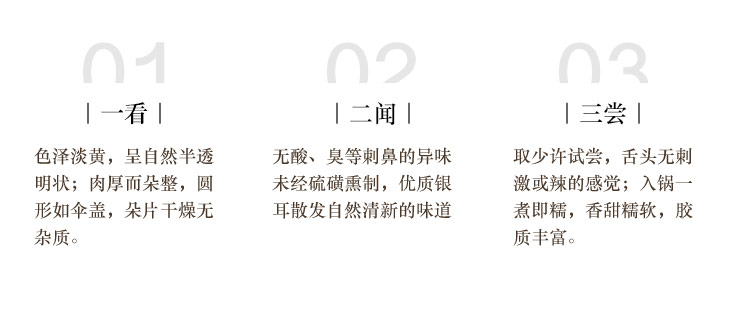 01
| 一看 |
色泽淡黄，呈自然半透
明状；肉厚而朵整，圆
形如伞盖，朵片干燥无
杂质。
02
| 二闻 |
无酸、臭等刺鼻的异味
未经硫磺熏制，优质银
耳散发自然清新的味道
03
| 三尝 |
取少许试尝，舌头无刺
激或辣的感觉；入锅一
煮即糯，香甜糯软，胶
质丰富。